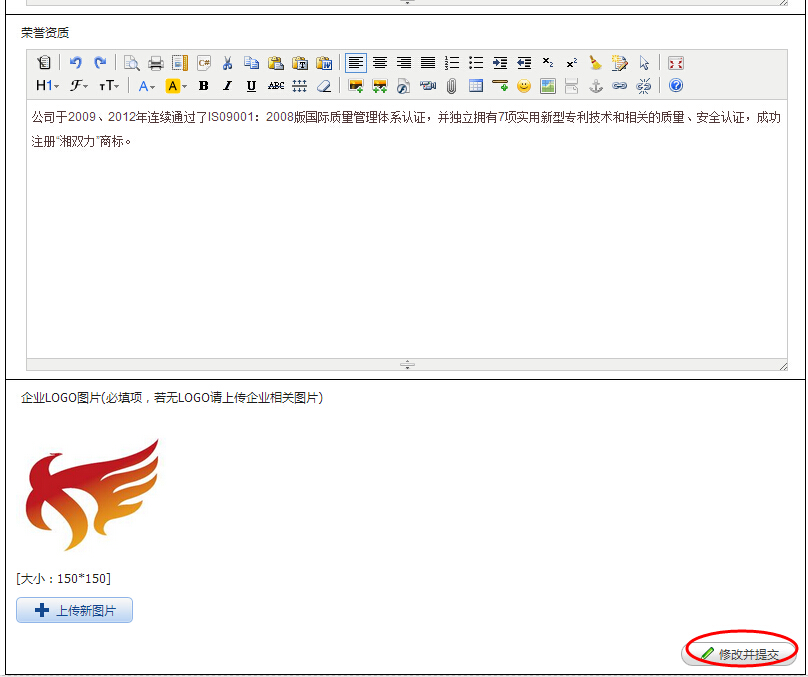 荣誉资质
H1 F TT A A B I U ABC
公司于2009、2012年连续通过了IS09001：2008版国际质量管理体系认证，并独立拥有7项实用新型专利技术和相关的质量、安全认证，成功
注册“湘双力”商标。
企业LOGO图片(必填项，若无LOGO请上传企业相关图片)
[大小：150*150]
上传新图片
修改并提交